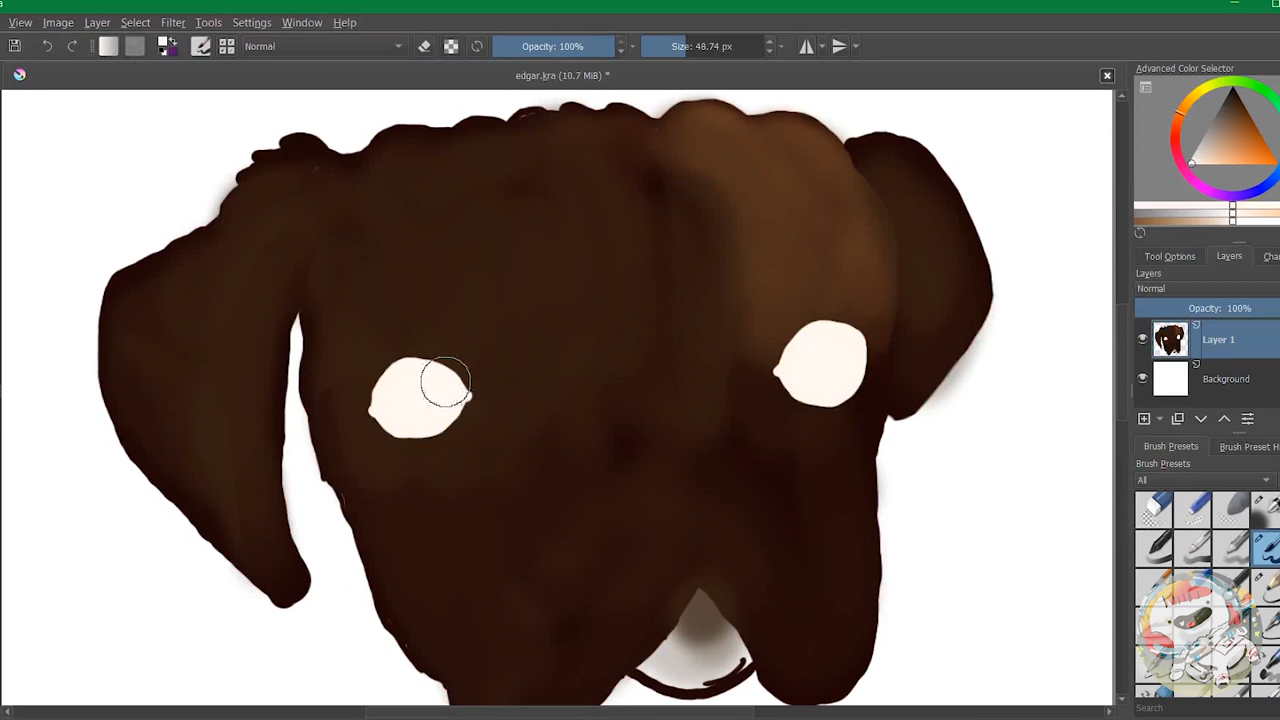 View Image Layer Select Filter Tools Settings Window Help
Normal Opacity: 100% Size: 48.74 px
edgar.kra (10.7 MiB) *
Advanced Color Selector
Tool Options Layers
Layers
Normal
Opacity: 100%
Layer 1
Background
Brush Presets Brush Preset H
Brush Presets
All
Search